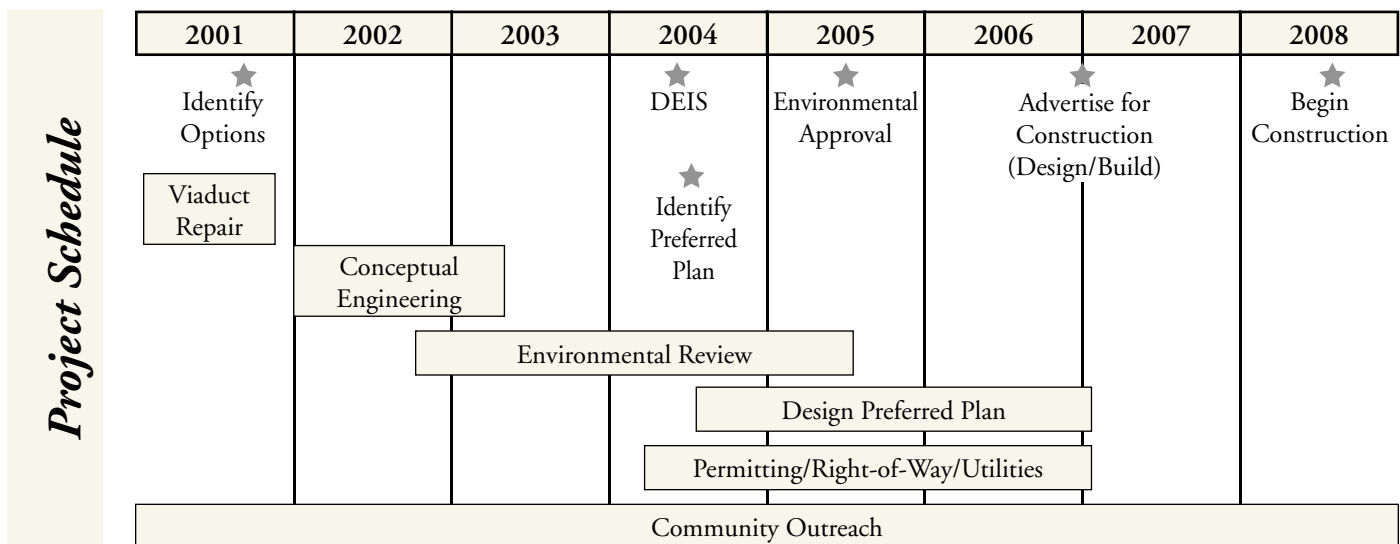 Project Schedule
2001 2002 2003 2004 2005 2006 2007 2008
Identify
Options
DEIS
Environmental
Approval
Advertise for
Construction
(Design/Build)
Begin
Construction
Viaduct
Repair
Identify
Preferred
Plan
Conceptual
Engineering
Environmental Review
Design Preferred Plan
Permitting/Right-of-Way/Utilities
Community Outreach